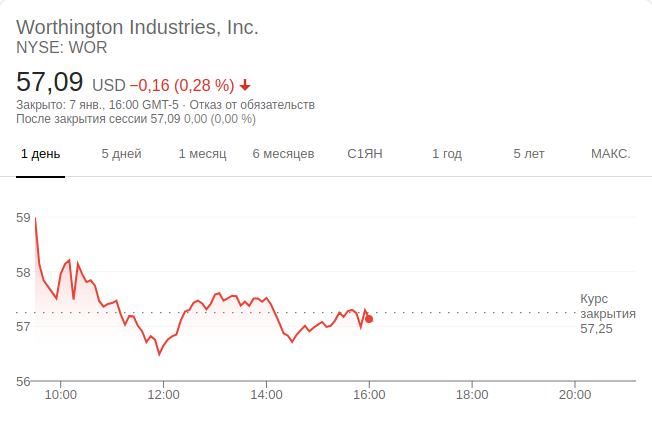 Worthington Industries, Inc.
NYSE: WOR
57,09 USD −0,16 (0,28 %)
Закрыто: 7 янв., 16:00 GMT-5 · Отказ от обязательств
После закрытия сессии 57,09 0,00 (0,00 %)
1 день 5 дней 1 месяц 6 месяцев С1ЯН 1 год 5 лет МАКС.
59
58
Курс
закрытия
57,25
57
56
10:00 12:00 14:00 16:00 18:00 20:00